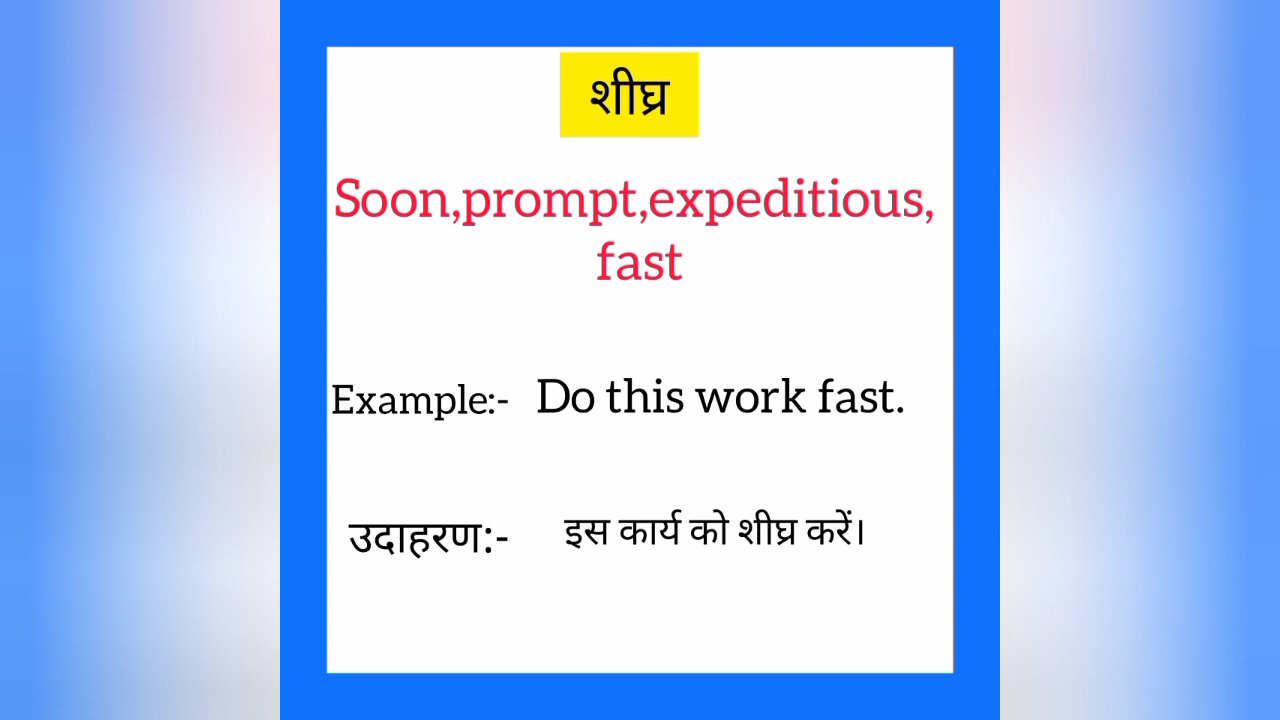 शीघ्र
Soon,prompt,expeditious,
fast
Example:- Do this work fast.
उदाहरण:- इस कार्य को शीघ्र करें।